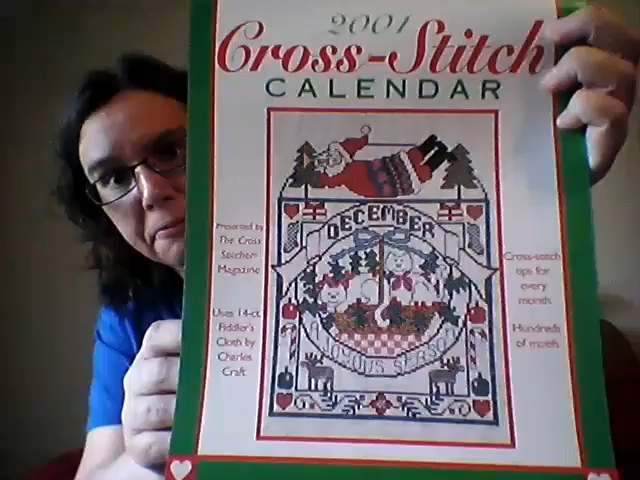 2001
Cross-Stitch
CALENDAR
DECEMBER
Presented by
The Cross
Stitcher
Magazine
Cross-stitch
tips for
every
month
Uses 14-ct.
Fiddler's
Cloth by
Charles
Craft
Hundreds
of motifs
A JOYOUS SEASON